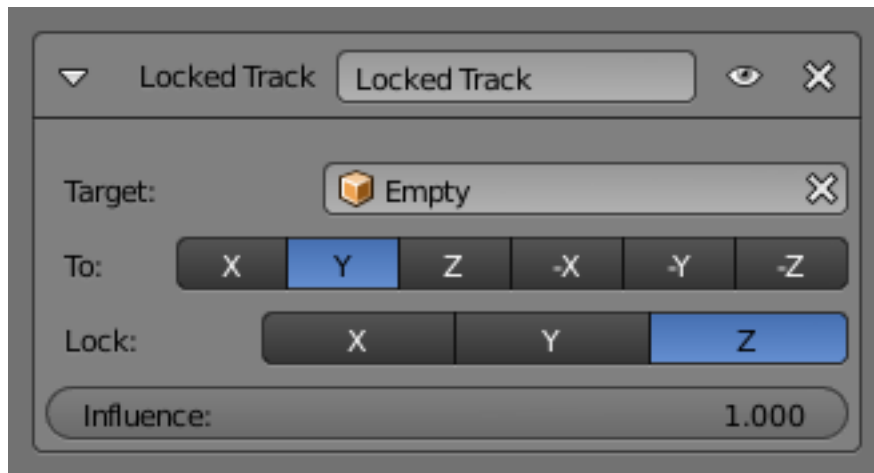 Locked Track Locked Track
Target: Empty
To: X Y Z -X -Y -Z
Lock: X Y Z
Influence: 1.000